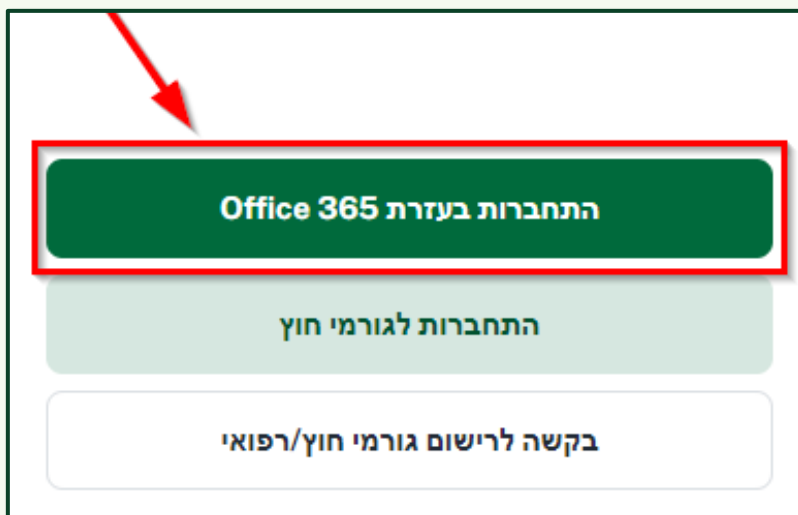 התחברות בעזרת Office 365
התחברות לגורמי חוץ
בקשה לרישום גורמי חוץ/רפואי